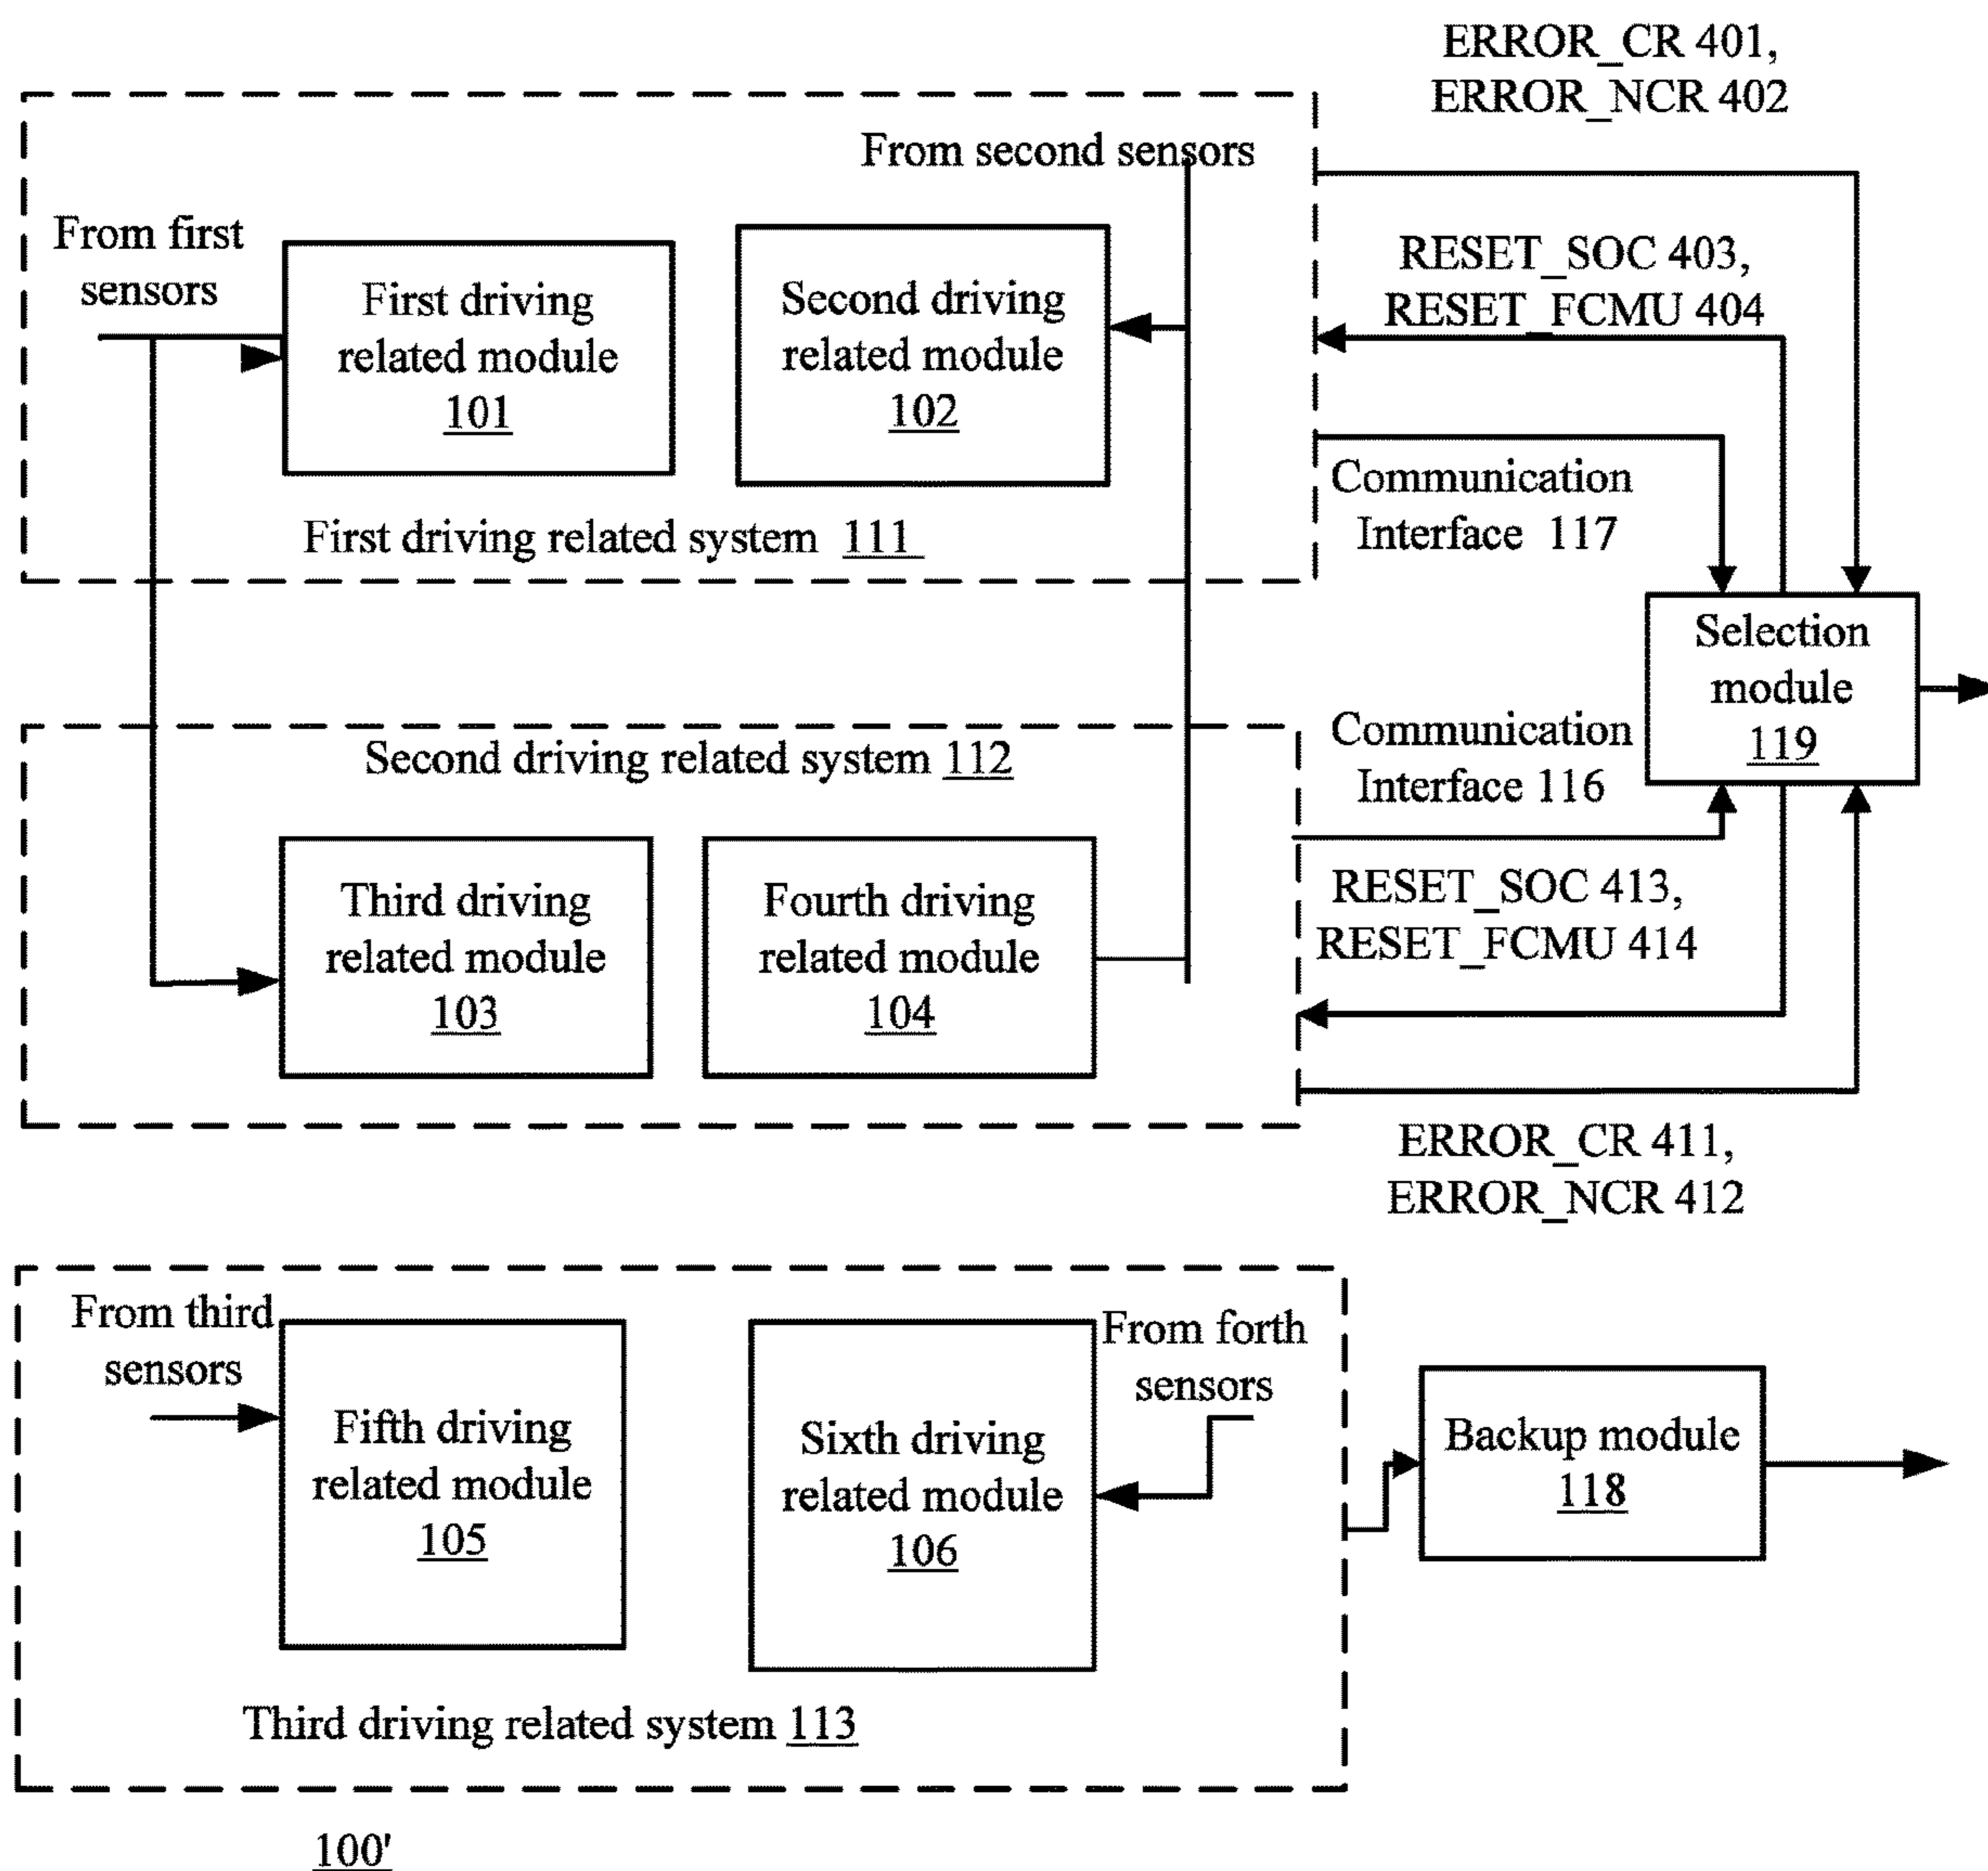 ERROR_CR 401,
ERROR_NCR 402
From second sensors
From first
sensors
First driving
related module
101
Second driving
related module
102
RESET_SOC 403,
RESET_FCMU 404
Communication
Interface 117
First driving related system 111
Selection
module
119
Second driving related system 112
Communication
Interface 116
Third driving
related module
103
Fourth driving
related module
104
RESET_SOC 413,
RESET_FCMU 414
ERROR_CR 411,
ERROR_NCR 412
From third
sensors
Fifth driving
related module
105
Sixth driving
related module
106
From forth
sensors
Backup module
118
Third driving related system 113
100'